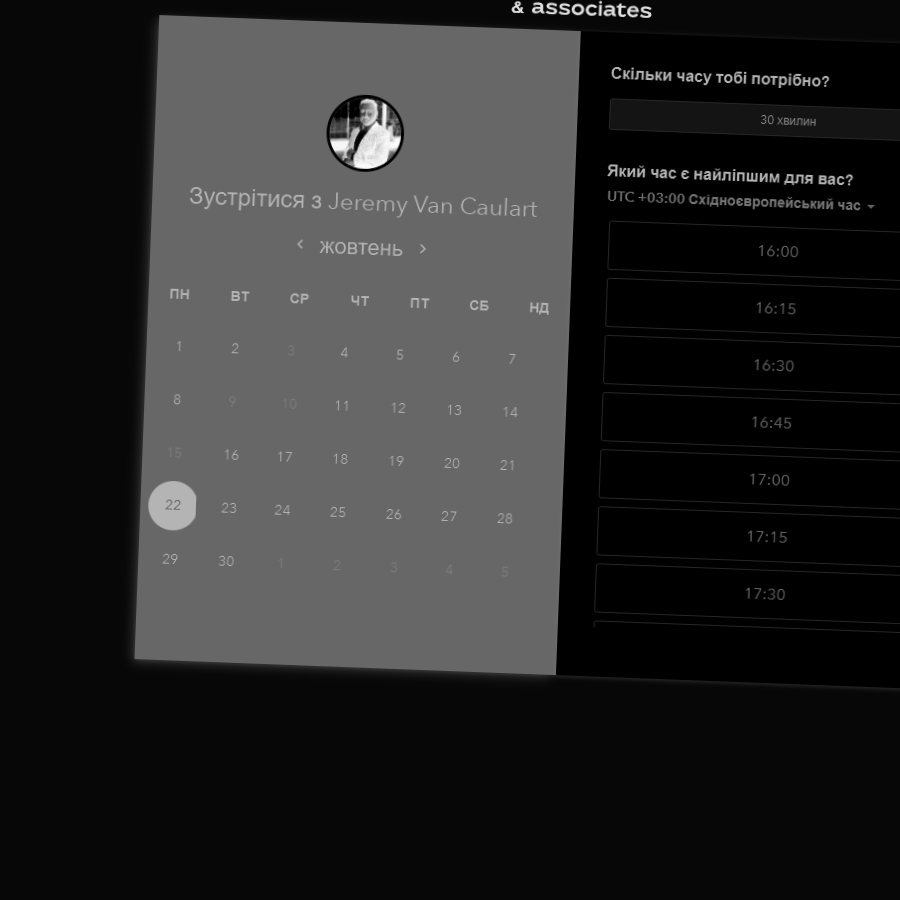 & associates
Зустрітися з Jeremy Van Caulart
жовтень
ПН ВТ СР ЧТ ПТ СБ НД
1 2 3 4 5 6 7
8 9 10 11 12 13 14
15 16 17 18 19 20 21
22 23 24 25 26 27 28
29 30 1 2 3 4 5
Скільки часу тобі потрібно?
30 хвилин
Який час є найліпшим для вас?
UTC +03:00 Східноєвропейський час
16:00
16:15
16:30
16:45
17:00
17:15
17:30